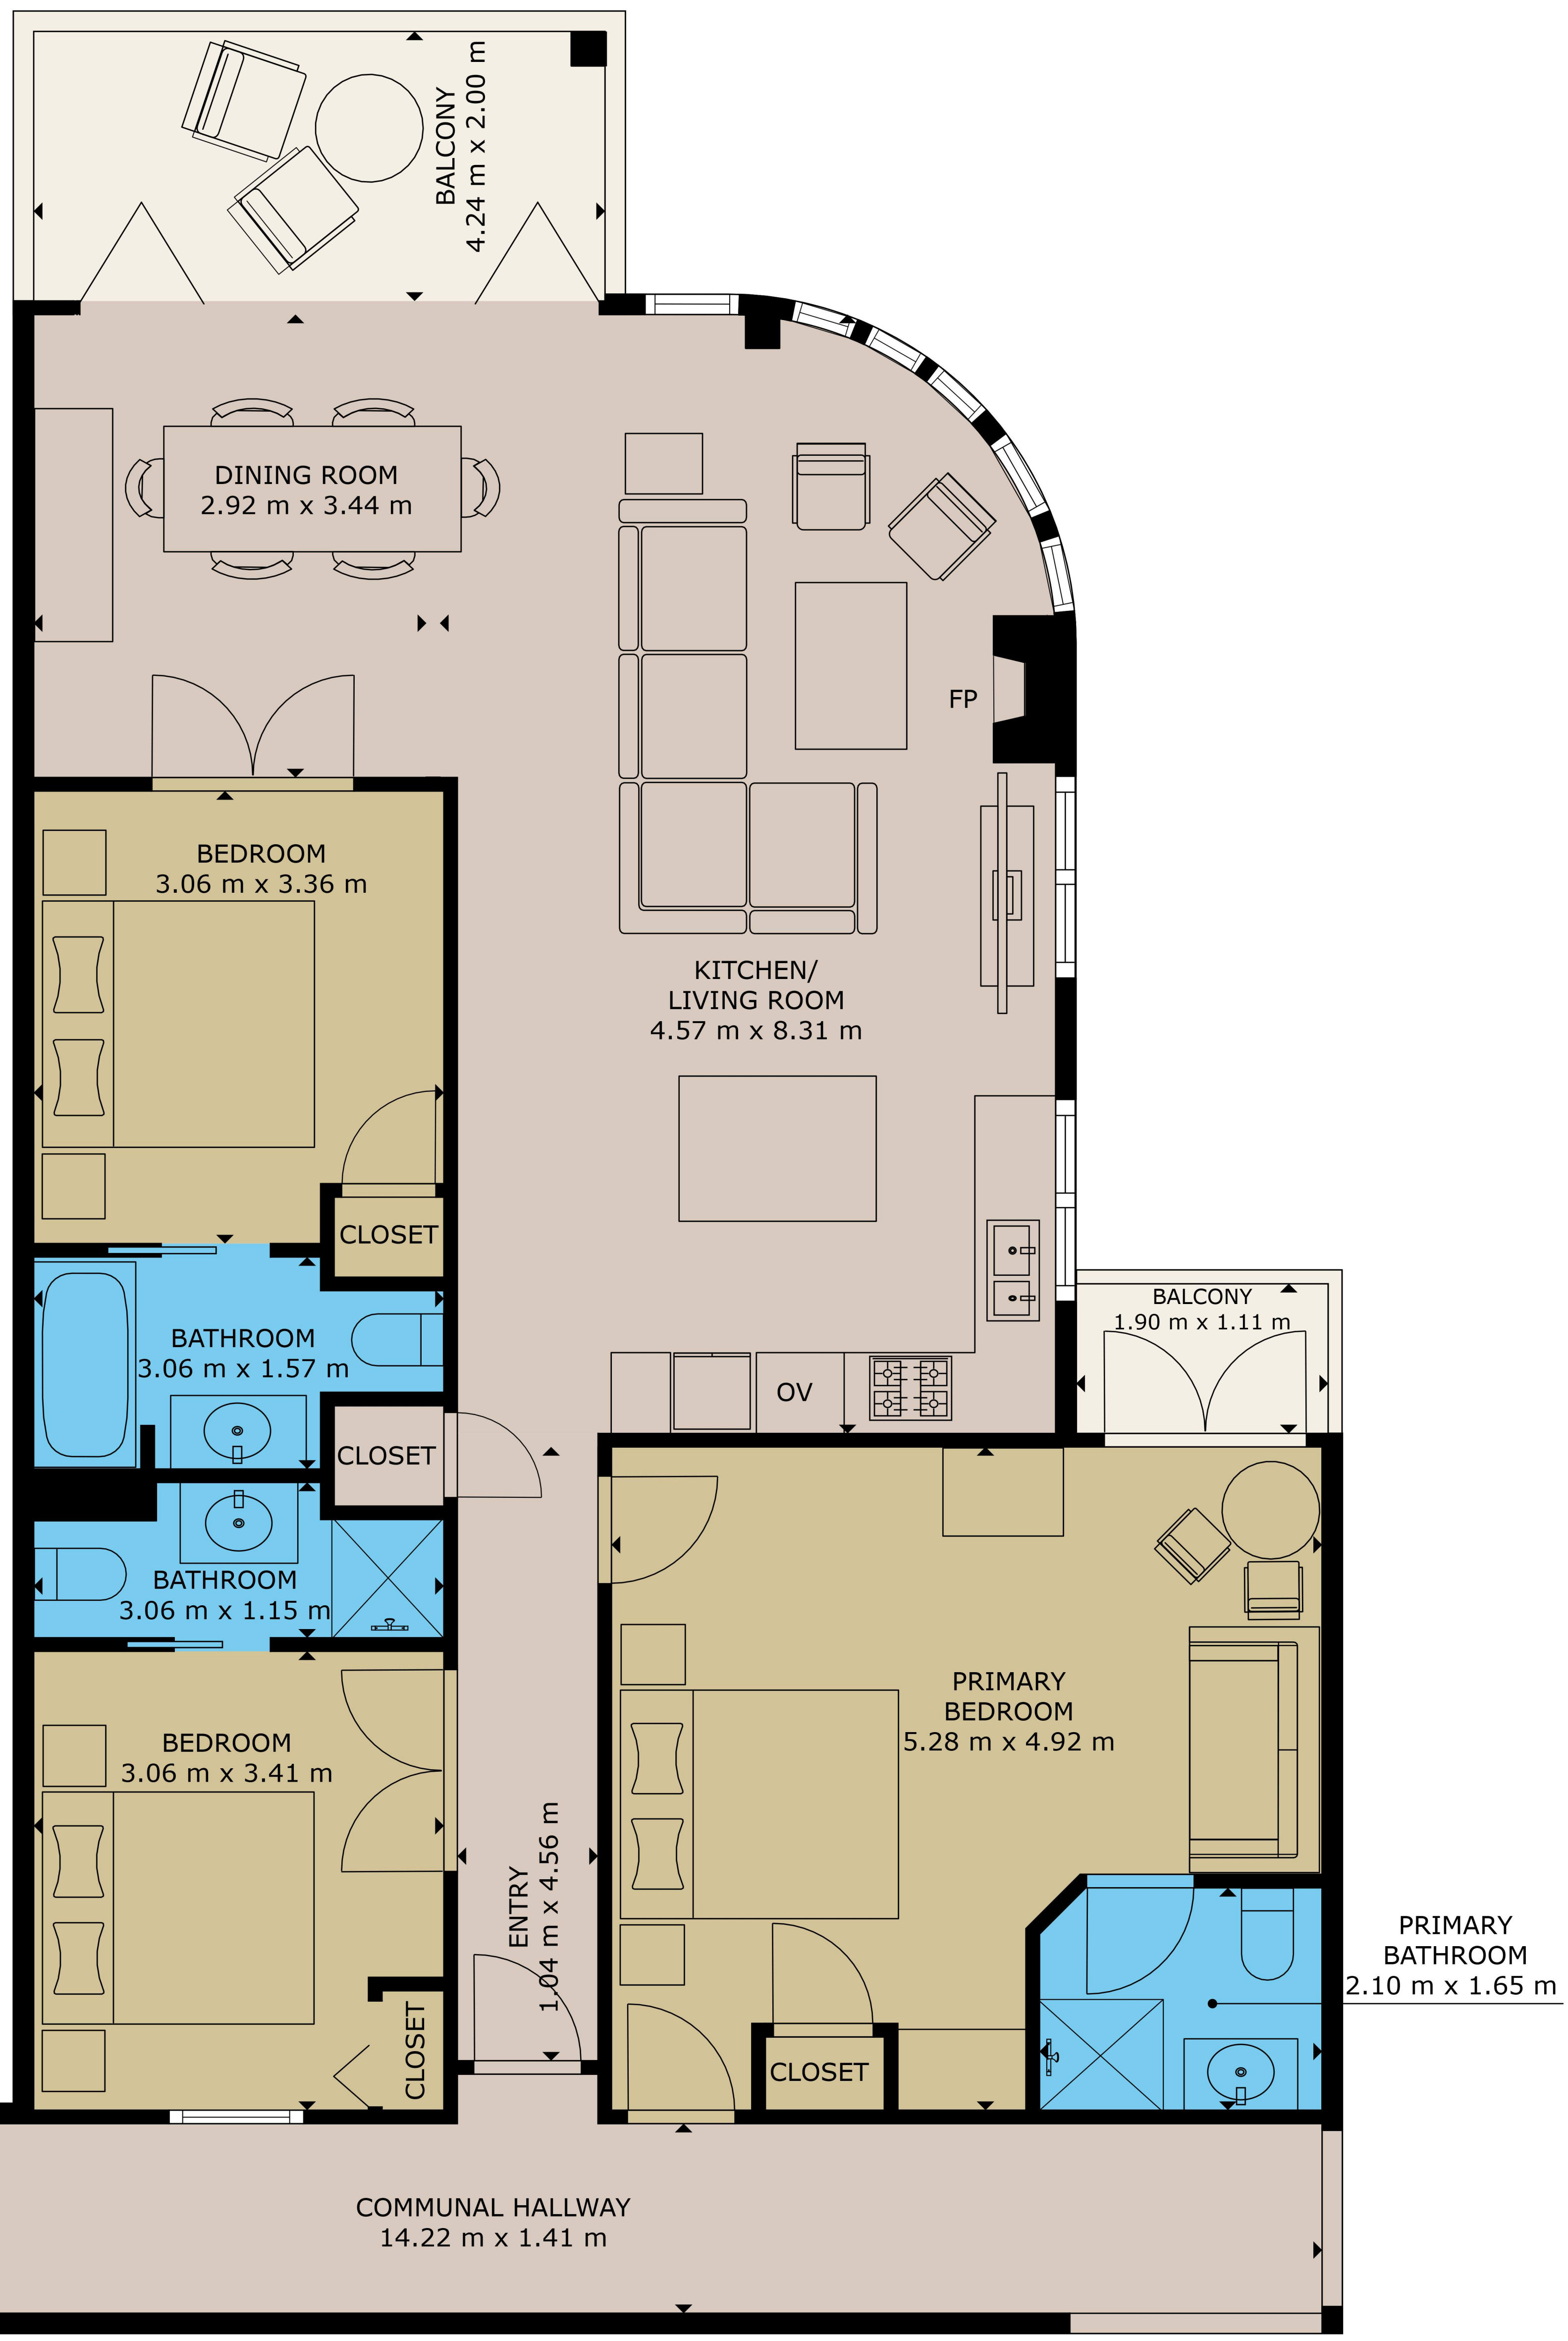 BALCONY
4.24 m x 2.00 m
DINING ROOM
2.92 m x 3.44 m
FP
BEDROOM
3.06 m x 3.36 m
KITCHEN/
LIVING ROOM
4.57 m x 8.31 m
CLOSET
BALCONY
1.90 m x 1.11 m
BATHROOM
3.06 m x 1.57 m
OV
CLOSET
BATHROOM
3.06 m x 1.15 m
PRIMARY
BEDROOM
5.28 m x 4.92 m
BEDROOM
3.06 m x 3.41 m
ENTRY
1.04 m x 4.56 m
PRIMARY
BATHROOM
2.10 m x 1.65 m
CLOSET
CLOSET
COMMUNAL HALLWAY
14.22 m x 1.41 m